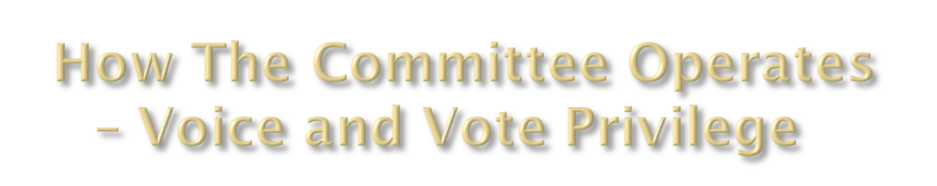 How The Committee Operates
– Voice and Vote Privilege